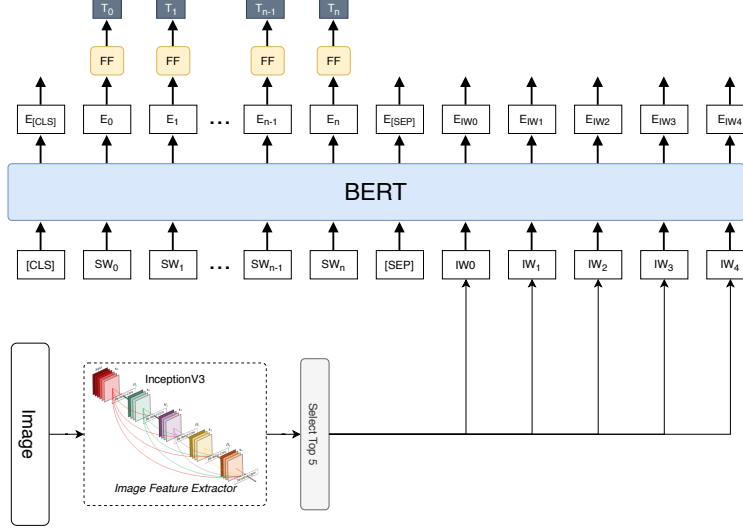 T0 T1 Tn-1 Tn
FF FF FF FF
E[CLS] E0 E1 ... En-1 En E[SEP] EIW0 EIW1 EIW2 EIW3 EIW4
BERT
[CLS] SW0 SW1 ... SWn-1 SWn [SEP] IW0 IW1 IW2 IW3 IW4
Image
InceptionV3
Image Feature Extractor
Select Top 5